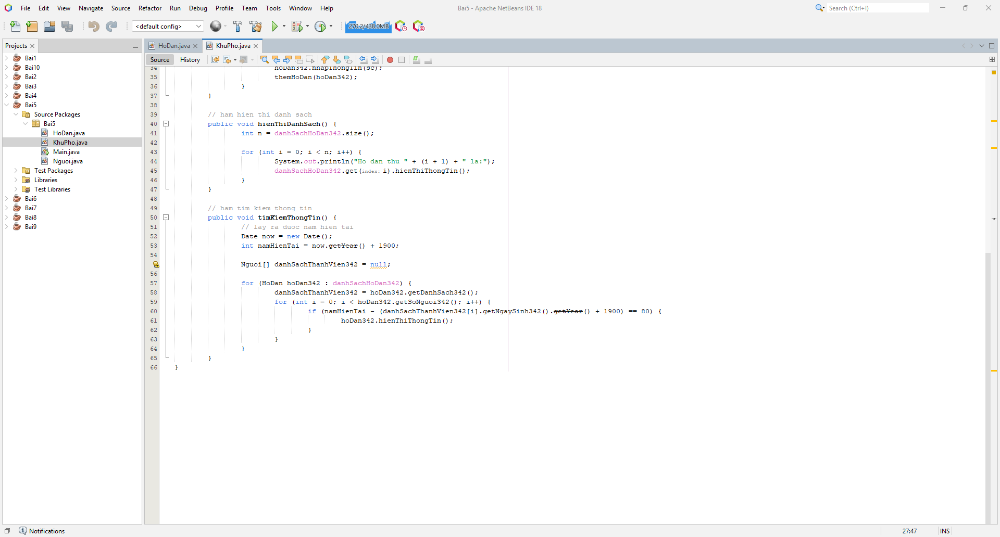 File Edit View Navigate Source Refactor Run Debug Profile Team Tools Window Help
Bai5 - Apache NetBeans IDE 18
Search (Ctrl+I)
<default config>
270.2/438.0MB
Projects
HoDan.java
KhuPho.java
Source History
Bai1
Bai10
Bai2
Bai3
Bai4
Bai5
Source Packages
Bai5
HoDan.java
KhuPho.java
Main.java
Nguoi.java
Test Packages
Libraries
Test Libraries
Bai6
Bai7
Bai8
Bai9
34 hoDan342.nhapThongTin(sc);
35 themHoDan(hoDan342);
36 }
37 }
38
39 // ham hien thi danh sach
40 public void hienThiDanhSach() {
41 int n = danhSachHoDan342.size();
42
43 for (int i = 0; i < n; i++) {
44 System.out.println("Ho dan thu " + (i + 1) + " la:");
45 danhSachHoDan342.get(index: i).hienThiThongTin();
46 }
47 }
48
49 // ham tim kiem thong tin
50 public void timKiemThongTin() {
51 // lay ra duoc nam hien tai
52 Date now = new Date();
53 int namHienTai = now.getYear() + 1900;
54
Nguoi[] danhSachThanhVien342 = null;
56
57 for (HoDan hoDan342 : danhSachHoDan342) {
58 danhSachThanhVien342 = hoDan342.getDanhSach342();
59 for (int i = 0; i < hoDan342.getSoNguoi342(); i++) {
60 if (namHienTai - (danhSachThanhVien342[i].getNgaySinh342().getYear() + 1900) == 80) {
61 hoDan342.hienThiThongTin();
62 }
63 }
64 }
65 }
66 }
Notifications
27:47
INS